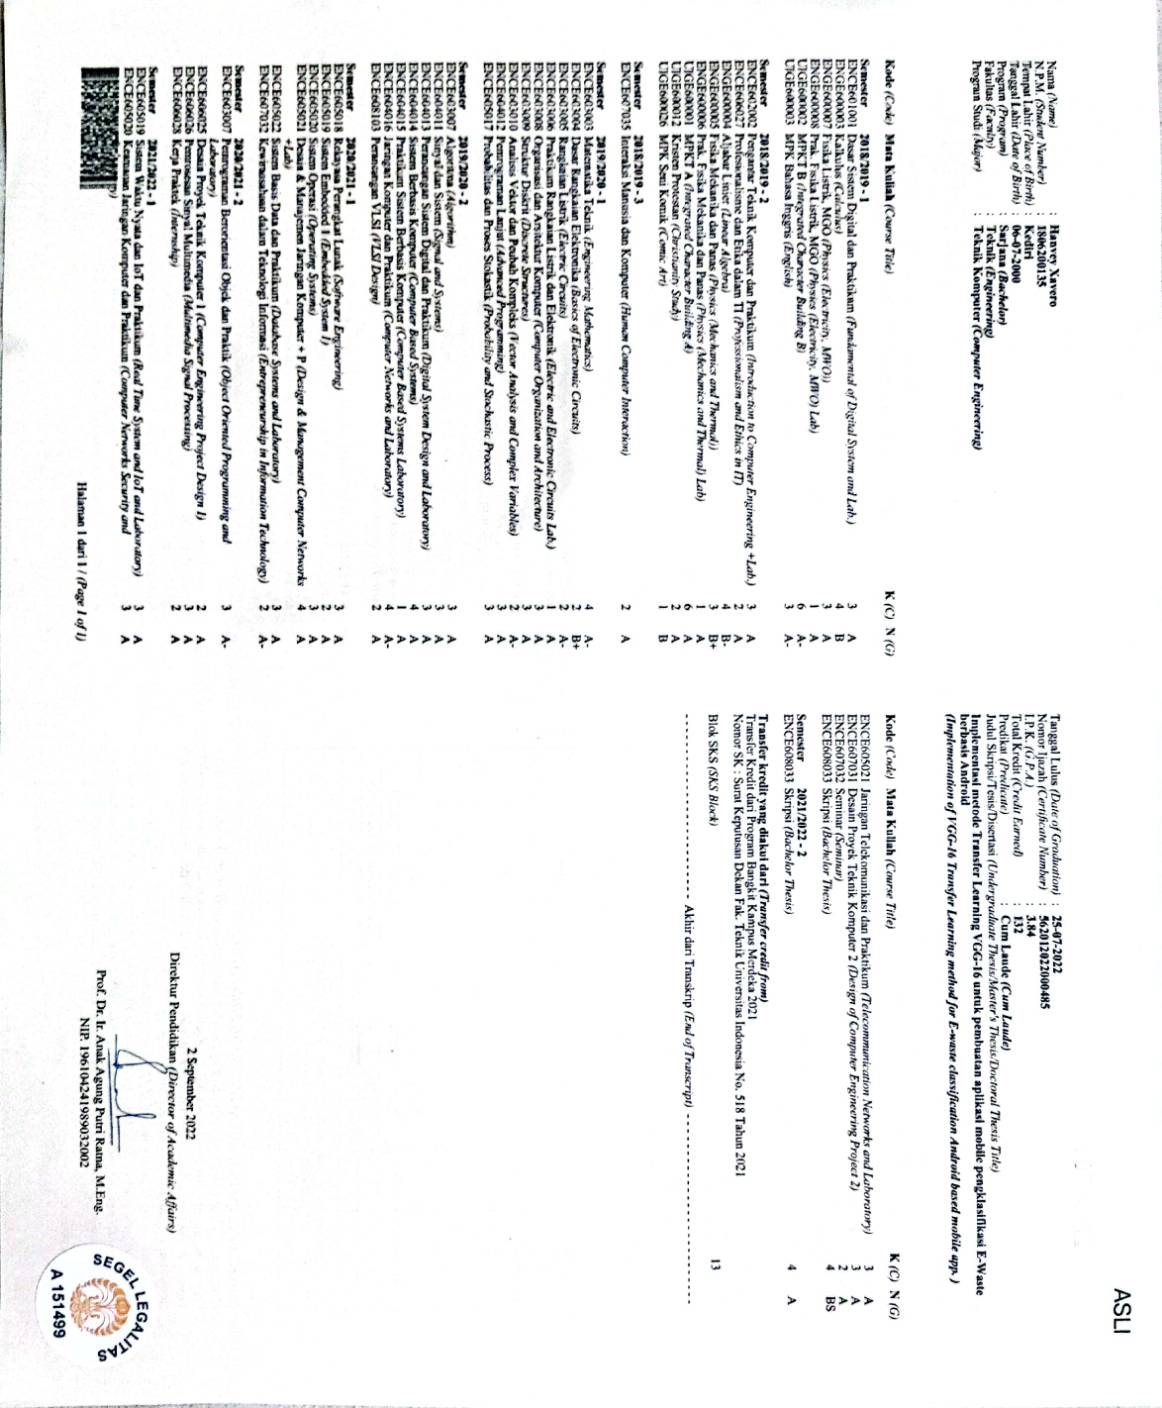 ASLI
Nama (Name) : Hanvey Xavero
N.P.M. (Student Number) : 1806200135
Tempat Lahir (Place of Birth) : Kediri
Tanggal Lahir (Date of Birth) : 06-07-2000
Program (Program) : Sarjana (Bachelor)
Fakultas (Faculty) : Teknik (Engineering)
Program Studi (Major) : Teknik Komputer (Computer Engineering)
Tanggal Lulus (Date of Graduation) : 25-07-2022
Nomor Ijazah (Certificate Number) : 562012022000485
I.P.K. (G.P.A.) : 3.84
Total Kredit (Credit Earned) : 132
Predikat (Predicate) : Cum Laude (Cum Laude)
Judul Skripsi/Tesis/Disertasi (Undergraduate Thesis/Master's Thesis/Doctoral Thesis Title)
Implementasi metode Transfer Learning VGG-16 untuk pembuatan aplikasi mobile pengklasifikasi E-Waste
berbasis Android
(Implementation of VGG-16 Transfer Learning method for E-waste classification Android based mobile app. )
Kode (Code) Mata Kuliah (Course Title) K (C) N (G)
Semester 2018/2019 - 1
ENCE601001 Dasar Sistem Digital dan Praktikum (Fundamental of Digital System and Lab.) 3 A
ENGE600003 Kalkulus (Calculus) 4 B
ENGE600007 Fisika Listrik, MGO (Physics (Electricity, MWO)) 3 A
ENGE600008 Prak. Fisika Listrik, MGO (Physics (Electricity, MWO) Lab) 1 A
UIGE600002 MPKT B (Integrated Character Building B) 6 A-
UIGE600003 MPK Bahasa Inggris (English) 3 A-
Semester 2018/2019 - 2
ENCE602002 Pengantar Teknik Komputer dan Praktikum (Introduction to Computer Engineering +Lab.) 3 A
ENCE606027 Profesionalisme dan Etika dalam TI (Professionalism and Ethics in IT) 2 A
ENGE600004 Aljabar Linier (Linear Algebra) 4 B-
ENGE600005 Fisika Mekanika dan Panas (Physics (Mechanics and Thermal)) 3 B+
ENGE600006 Prak. Fisika Mekanika dan Panas (Physics (Mechanics and Thermal) Lab) 1 A
UIGE600001 MPKT A (Integrated Character Building A) 6 A
UIGE600012 Kristen Protestan (Christianity Study) 2 A
UIGE600026 MPK Seni Komik (Comic Art) 1 B
Semester 2018/2019 - 3
ENCE607035 Interaksi Manusia dan Komputer (Human Computer Interaction) 2 A
Semester 2019/2020 - 1
ENCE603003 Matematika Teknik (Engineering Mathematics) 4 A-
ENCE603004 Dasar Rangkaian Elektronika (Basics of Electronic Circuits) 2 B+
ENCE603005 Rangkaian Listrik (Electric Circuits) 2 A-
ENCE603006 Praktikum Rangkaian Listrik dan Elektronik (Electric and Electronic Circuits Lab.) 1 A
ENCE603008 Organisasi dan Arsitektur Komputer (Computer Organization and Architecture) 3 A
ENCE603009 Struktur Diskrit (Discrete Structures) 3 A
ENCE603010 Analisis Vektor dan Peubah Kompleks (Vector Analysis and Complex Variables) 2 A-
ENCE604012 Pemrograman Lanjut (Advanced Programming) 3 A
ENCE605017 Probabilitas dan Proses Stokastik (Probability and Stochastic Process) 3 A
Semester 2019/2020 - 2
ENCE603007 Algoritma (Algorithm) 3 A
ENCE604011 Sinyal dan Sistem (Signal and Systems) 3 A
ENCE604013 Perancangan Sistem Digital dan Praktikum (Digital System Design and Laboratory) 3 A
ENCE604014 Sistem Berbasis Komputer (Computer Based Systems) 4 A
ENCE604015 Praktikum Sistem Berbasis Komputer (Computer Based Systems Laboratory) 1 A
ENCE604016 Jaringan Komputer dan Praktikum (Computer Networks and Laboratory) 4 A-
ENCE608103 Perancangan VLSI (VLSI Design) 2 A
Semester 2020/2021 - 1
ENCE605018 Rekayasa Perangkat Lunak (Software Engineering) 3 A
ENCE605019 Sistem Embedded 1 (Embedded System 1) 2 A
ENCE605020 Sistem Operasi (Operating Systems) 3 A
ENCE605021 Desain & Manajemen Jaringan Komputer + P (Design & Management Computer Networks 4 A
+Lab)
ENCE605022 Sistem Basis Data dan Praktikum (Database Systems and Laboratory) 3 A
ENCE607032 Kewirausahaan dalam Teknologi Informasi (Entrepreneurship in Information Technology) 2 A-
Semester 2020/2021 - 2
ENCE603007 Pemrograman Berorientasi Objek dan Praktik (Object Oriented Programming and 3 A-
Laboratory)
ENCE606025 Desain Proyek Teknik Komputer 1 (Computer Engineering Project Design 1) 2 A
ENCE606026 Pemrosesan Sinyal Multimedia (Multimedia Signal Processing) 3 A
ENCE606028 Kerja Praktek (Internship) 2 A
Semester 2021/2022 - 1
ENCE605019 Sistem Waktu Nyata dan IoT dan Praktikum (Real Time System and IoT and Laboratory) 3 A
ENCE605020 Keamanan Jaringan Komputer dan Praktikum (Computer Networks Security and 3 A
Halaman 1 dari 1 / (Page 1 of 1)
Kode (Code) Mata Kuliah (Course Title) K (C) N (G)
ENCE605021 Jaringan Telekomunikasi dan Praktikum (Telecommunication Networks and Laboratory) 3 A
ENCE607031 Desain Proyek Teknik Komputer 2 (Design of Computer Engineering Project 2) 3 A
ENCE607032 Seminar (Seminar) 2 A
ENCE608033 Skripsi (Bachelor Thesis) 4 BS
Semester 2021/2022 - 2
ENCE608033 Skripsi (Bachelor Thesis) 4 A
Transfer kredit yang diakui dari (Transfer credit from)
Transfer Kredit dari Program Bangkit Kampus Merdeka 2021
Nomor SK : Surat Keputusan Dekan Fak. Teknik Universitas Indonesia No. 518 Tahun 2021
Blok SKS (SKS Block) 13
Akhir dari Transkrip (End of Transcript)
2 September 2022
Direktur Pendidikan (Director of Academic Affairs)
Prof. Dr. Ir. Anak Agung Putri Ratna, M.Eng.
NIP. 196104241989032002
SEGEL LEGALITAS
A 151499